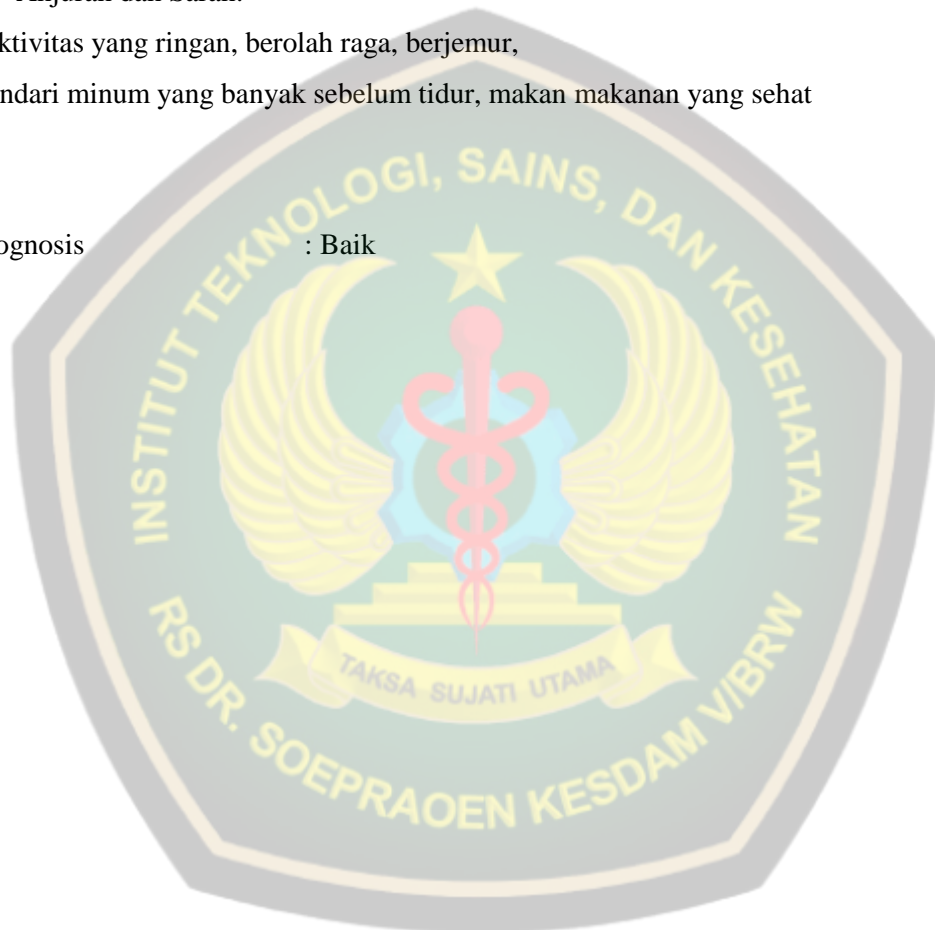 Anjuran dan Saran:
ktivitas yang ringan, berolah raga, berjemur,
ndari minum yang banyak sebelum tidur, makan makanan yang sehat
ognosis : Baik
INSTITUT TEKNOLOGI, SAINS, DAN KESEHATAN
TAKSA SUJATI UTAMA
RS DR. SOEPRAOEN KESDAM V/BRW